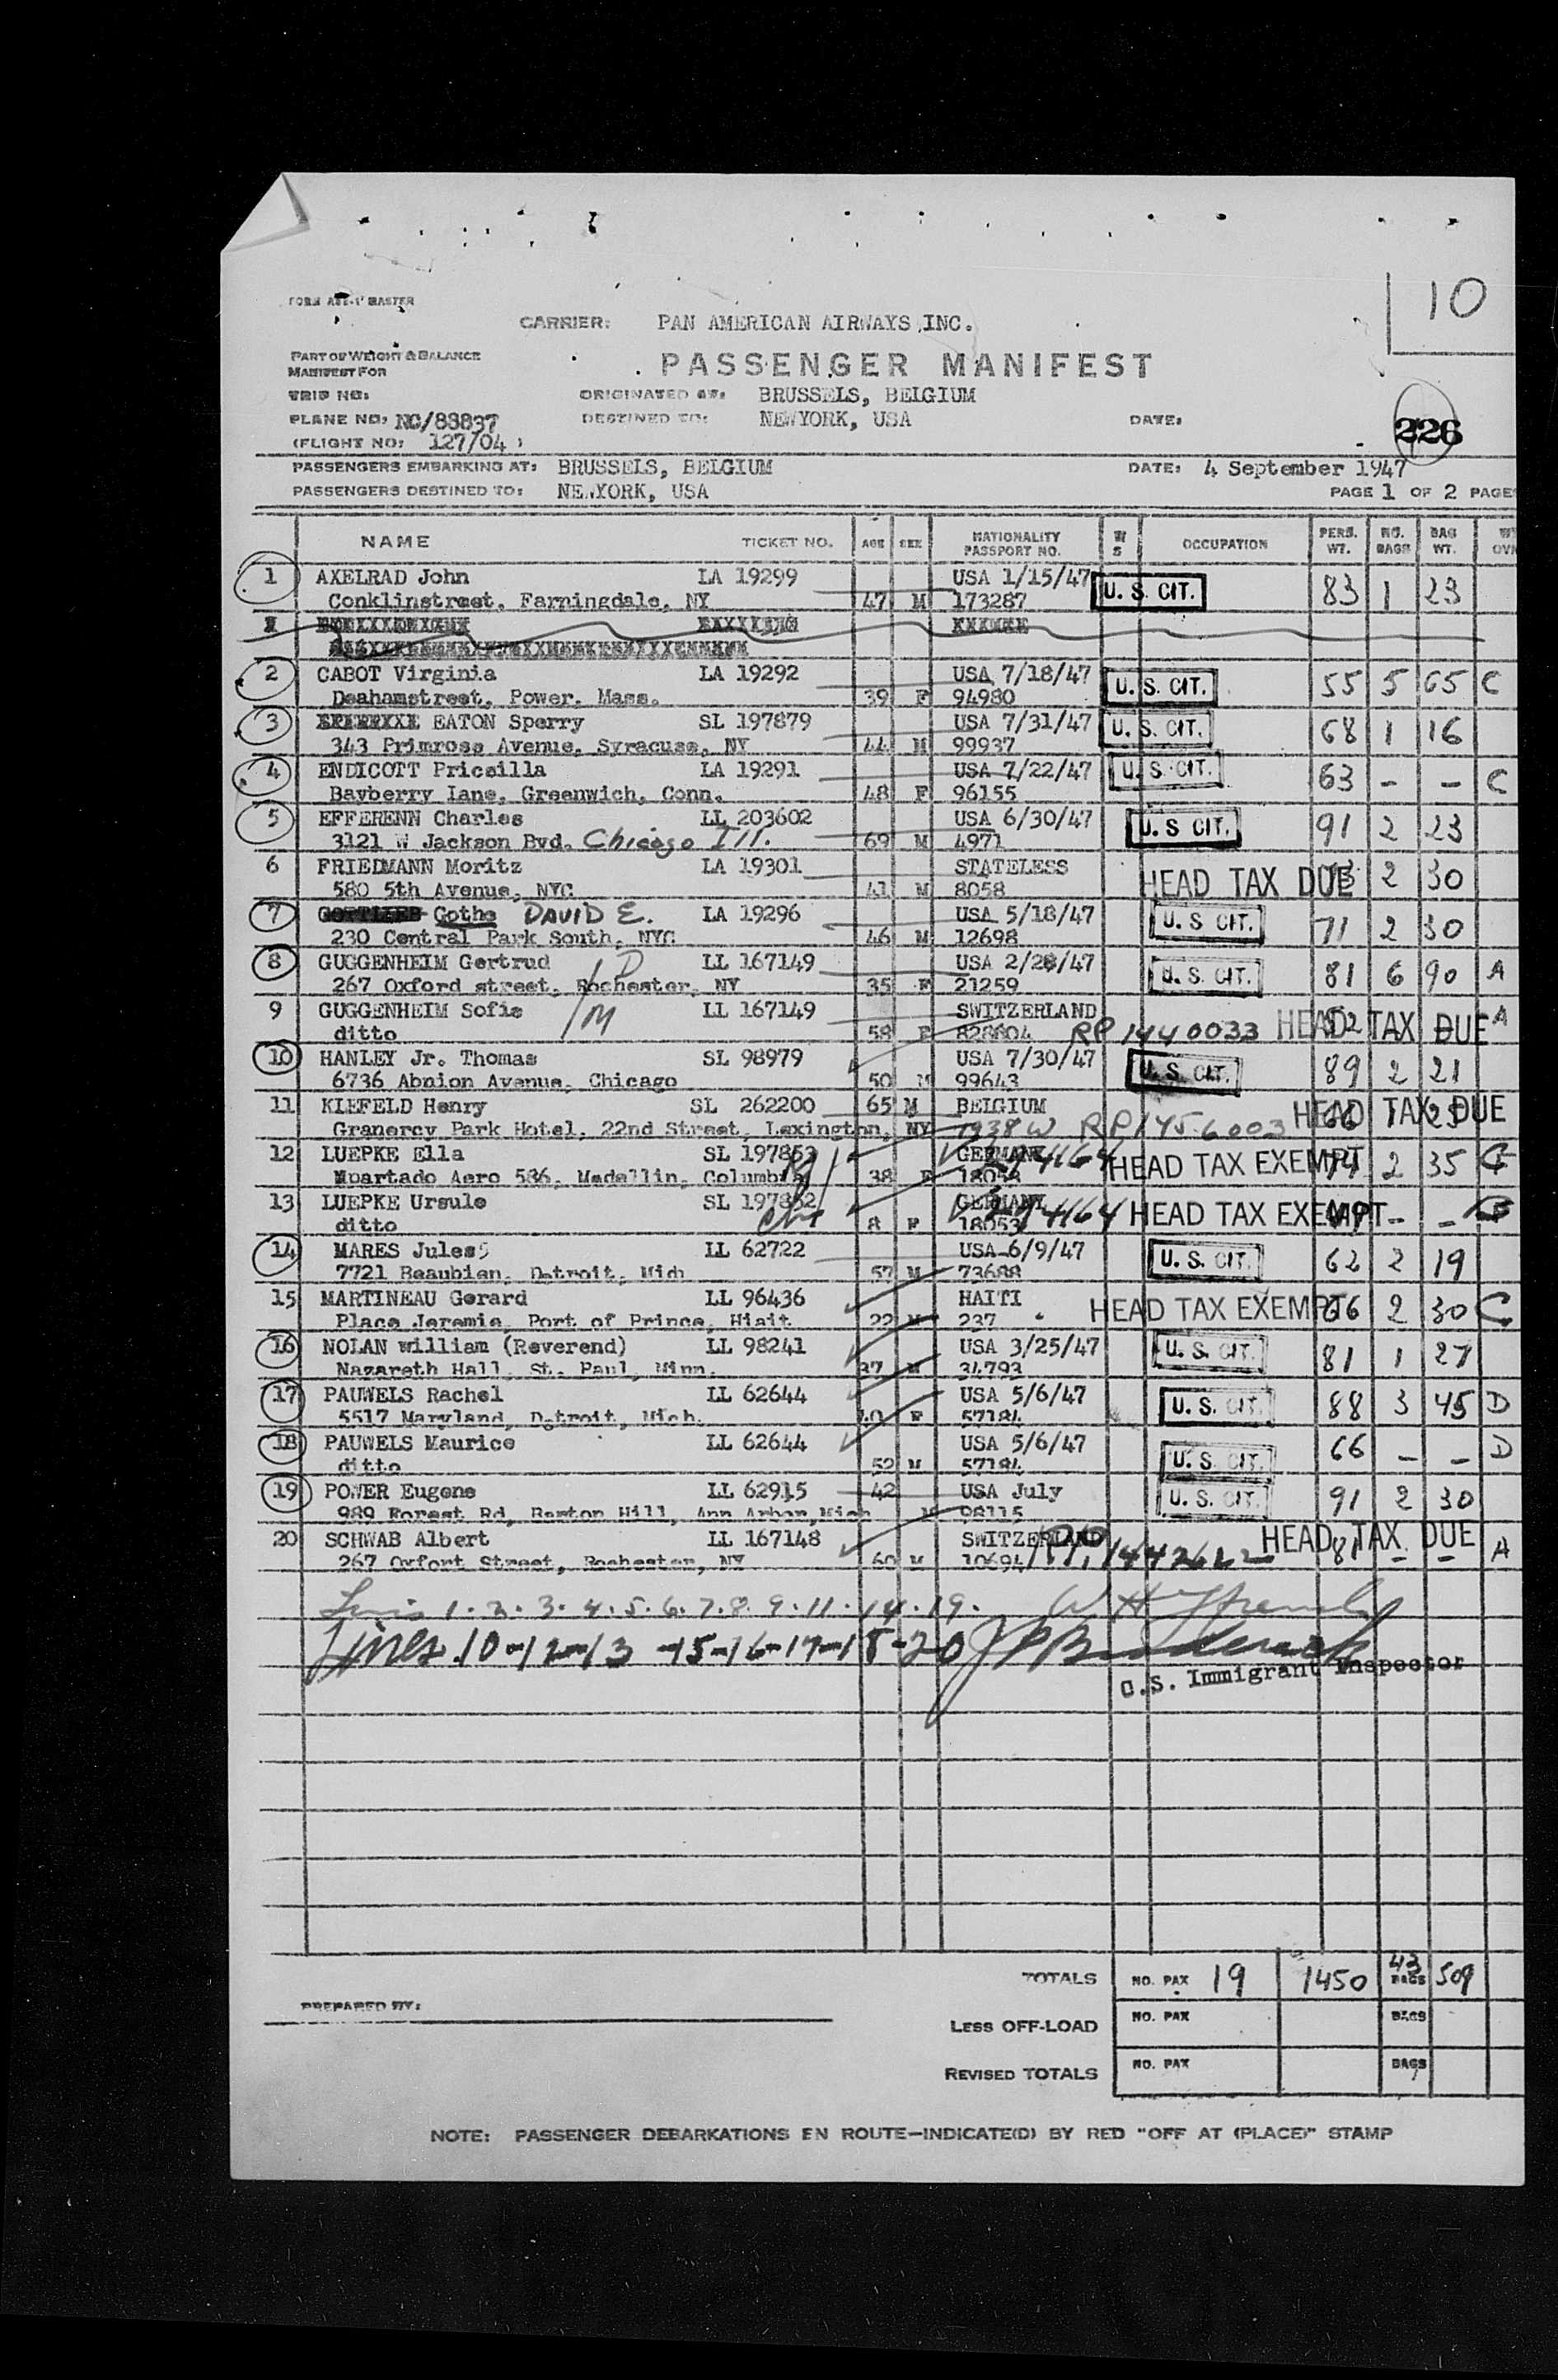 10
FORM
CARRIER: PAN AMERICAN AIRWAYS, INC.
PART OF WEIGHT & BALANCE
MANIFEST FOR
PASSENGER MANIFEST
TRIP NO:
ORIGINATED AT: BRUSSELS, BELGIUM
PLANE NO: NC/88837
DESTINED TO: NEWYORK, USA
DATE:
226
(FLIGHT NO: 127/04 )
PASSENGERS EMBARKING AT: BRUSSELS, BELGIUM DATE: 4 September 1947
PASSENGERS DESTINED TO: NEWYORK, USA PAGE 1 OF 2 PAGE
NAME TICKET NO. AGE SEX NATIONALITY PASSPORT NO. W S OCCUPATION PERS. WT. NO. BAGS BAG WT.
1 AXELRAD John LA 19299 USA 1/15/47 U. S. CIT. 83 1 23
Conklinstreet, Farmingdale, NY 47 M 173287
2 CABOT Virginia LA 19292 USA 7/18/47 U. S. CIT. 55 5 65 C
Deahamstreet, Power, Mass. 39 F 94980
3 EATON Sperry SL 197879 USA 7/31/47 U. S. CIT. 68 1 16
343 Primrose Avenue, Syracuse, NY 44 M 99937
4 ENDICOTT Pricsilla LA 19291 USA 7/22/47 U. S. CIT. 63 - - C
Bayberry Lane, Greenwich, Conn. 48 F 96155
5 EFFERENN Charles LL 203602 USA 6/30/47 U. S CIT. 91 2 23
3121 W Jackson Bvd. Chicago Ill. 69 M 4971
6 FRIEDMANN Moritz LA 19301 STATELESS HEAD TAX DUE 2 30
580 5th Avenue, NYC 41 M 8058
7 GOTTLIEB Gothe DAVID E. LA 19296 USA 5/18/47 U. S CIT. 71 2 30
230 Central Park South, NYC 46 M 12698
8 GUGGENHEIM Gertrud D LL 167149 USA 2/28/47 U. S. CIT. 81 6 90 A
267 Oxford street, Rochester, NY 35 F 21259
9 GUGGENHEIM Sofie M LL 167149 SWITZERLAND HEAD TAX DUE A
ditto 58 F 828604 RP 1440033
10 HANLEY Jr. Thomas SL 98979 USA 7/30/47 U. S. CIT. 89 2 21
6736 Abnion Avenue, Chicago 50 M 99643
11 KIEFELD Henry SL 262200 65 M BELGIUM HEAD TAX DUE
Granercy Park Hotel, 22nd Street, Lexington, NY 1938W RP1456003
12 LUEPKE Ella SL 197863 GERMANY HEAD TAX EXEMPT 2 35
Apartado Aero 586, Medellin, Columbia 38 F 18053
13 LUEPKE Ursule SL 197862 GERMANY HEAD TAX EXEMPT - -
ditto 8 F 18053
14 MARES Jules LL 62722 USA 6/9/47 U. S. CIT. 62 2 19
7721 Beaubien, Detroit, Mich 57 M 73688
15 MARTINEAU Gerard LL 96436 HAITI HEAD TAX EXEMPT 66 2 30 C
Place Jeremie, Port of Prince, Hiait 22 M 237
16 NOLAN William (Reverend) LL 98241 USA 3/25/47 U. S. CIT. 81 1 27
Nazareth Hall, St. Paul, Minn. 37 M 34793
17 PAUWELS Rachel LL 62644 USA 5/6/47 U. S. CIT. 88 3 45 D
5517 Maryland, Detroit, Mich. 40 F 57184
18 PAUWELS Maurice LL 62644 USA 5/6/47 U. S. CIT. 66 - - D
ditto 52 M 57184
19 POWER Eugene LL 62915 42 USA July U. S. CIT. 91 2 30
989 Forest Rd, Barton Hill, Ann Arbor, Mich M 98115
20 SCHWAB Albert LL 167148 SWITZERLAND HEAD TAX DUE 81 - - A
267 Oxfort Street, Rochester, NY 60 M 10694
Lines 1. 2. 3. 4. 5. 6. 7. 8. 9. 11. 14. 19.
Lines 10-12-13-15-16-17-18-20
U.S. Immigrant Inspector
TOTALS NO. PAX 19 1450 43 BAGS 509
PREPARED BY:
LESS OFF-LOAD NO. PAX BAGS
REVISED TOTALS NO. PAX BAGS
NOTE: PASSENGER DEBARKATIONS EN ROUTE—INDICATE(D) BY RED "OFF AT (PLACE)" STAMP